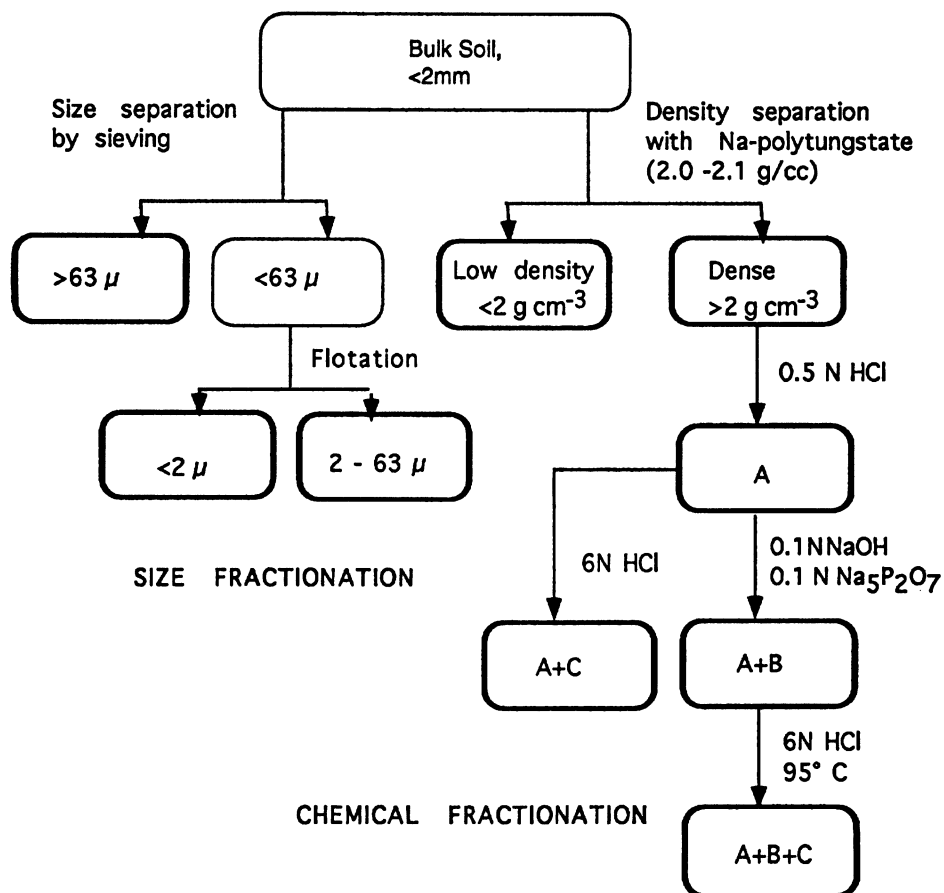 Bulk Soil,
<2mm
Size separation
by sieving
Density separation
with Na-polytungstate
(2.0 -2.1 g/cc)
>63 µ
<63 µ
Low density
<2 g cm-3
Dense
>2 g cm-3
Flotation
0.5 N HCl
<2 µ
2 - 63 µ
A
SIZE FRACTIONATION
6N HCl
0.1NNaOH
0.1 N Na5P2O7
A+C
A+B
6N HCl
95° C
CHEMICAL FRACTIONATION
A+B+C